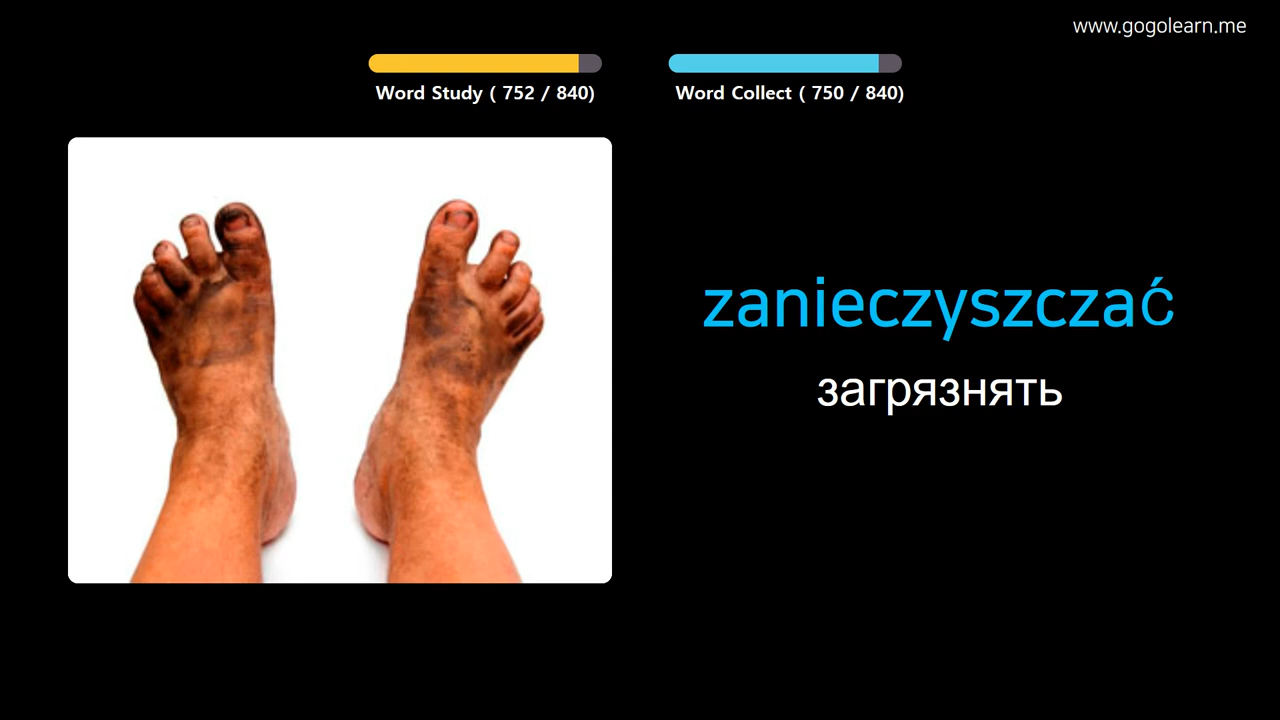 www.gogolearn.me
Word Study ( 752 / 840)
Word Collect ( 750 / 840)
zanieczyszczać
загрязнять